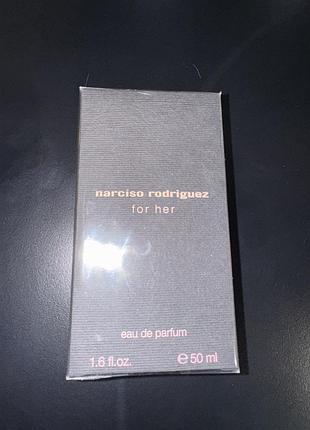 narciso rodriguez
for her
eau de parfum
1.6 fl.oz. ℮ 50 ml